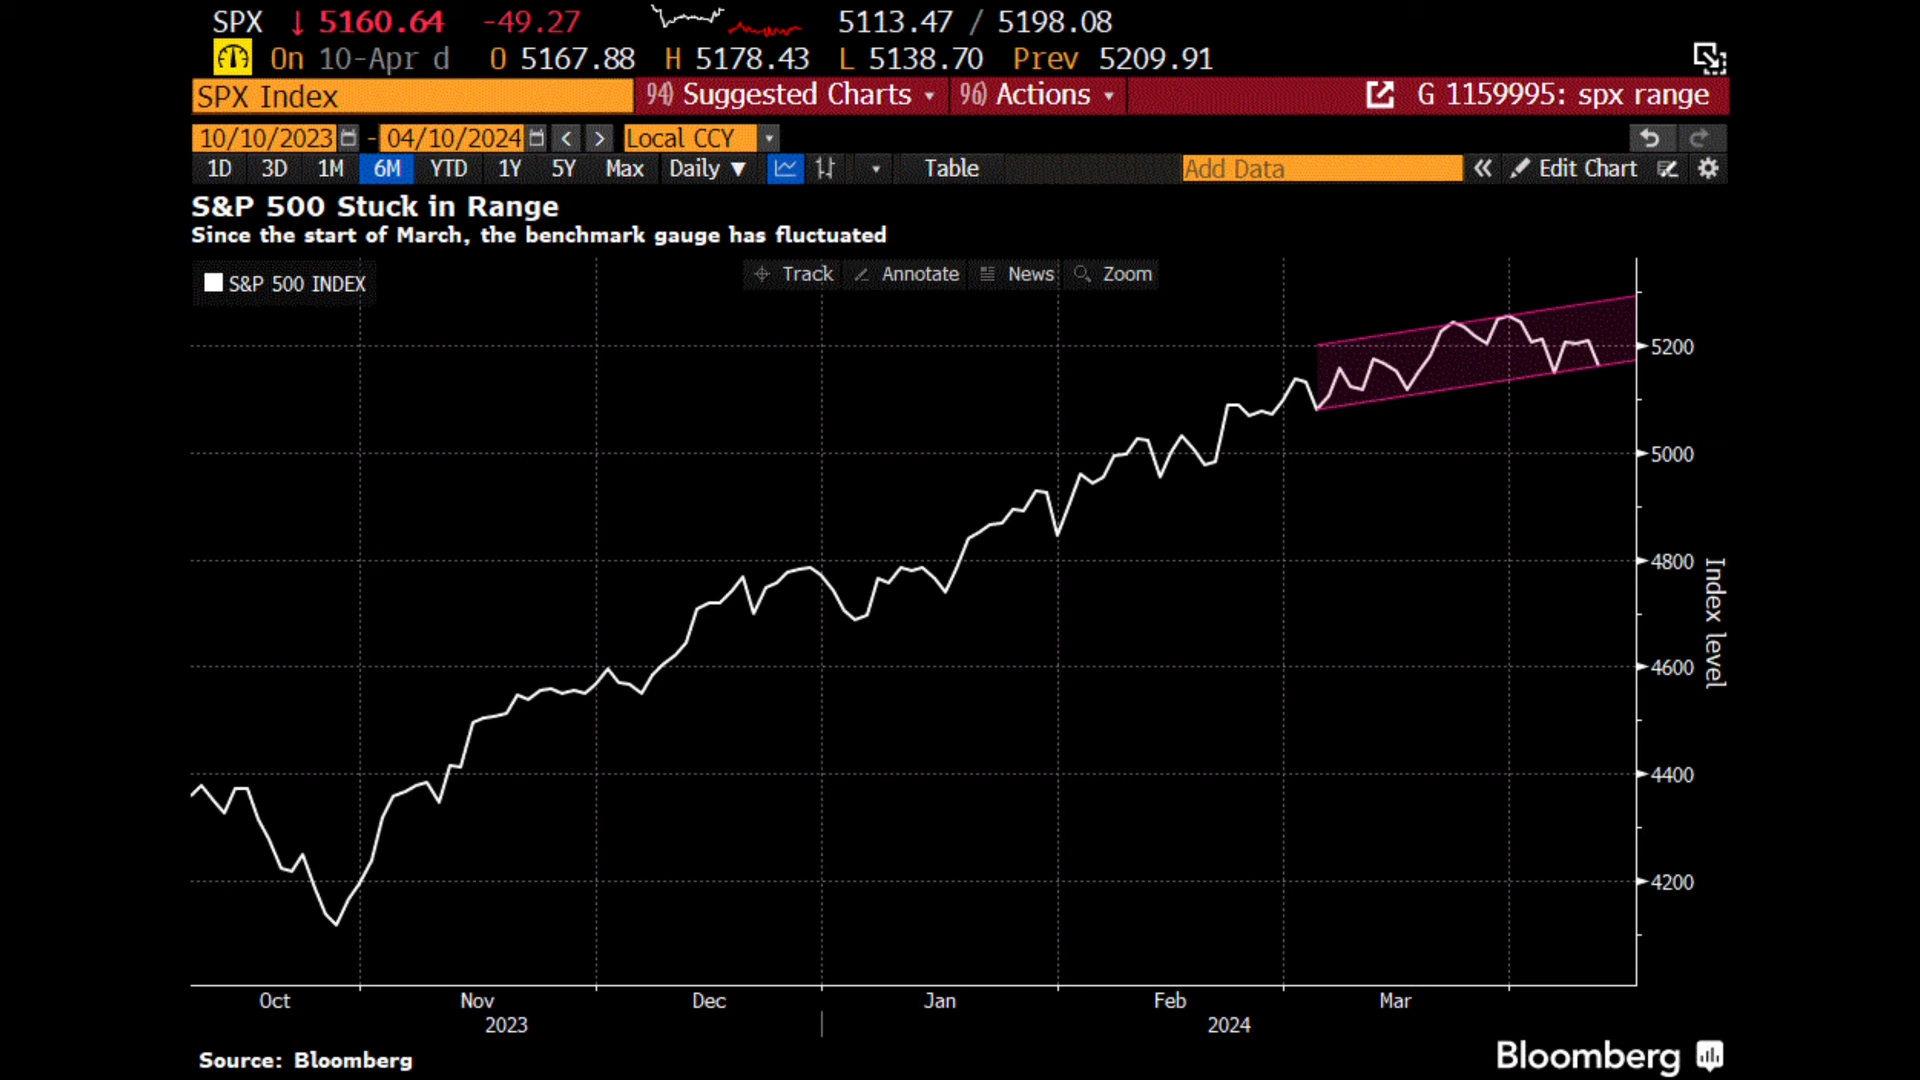 SPX ↓ 5160.64 -49.27 5113.47 / 5198.08
On 10-Apr d O 5167.88 H 5178.43 L 5138.70 Prev 5209.91
SPX Index 94) Suggested Charts ▾ 96) Actions ▾ G 1159995: spx range
10/10/2023 - 04/10/2024 < > Local CCY ▾
1D 3D 1M 6M YTD 1Y 5Y Max Daily ▼ ▾ Table Add Data « Edit Chart
S&P 500 Stuck in Range
Since the start of March, the benchmark gauge has fluctuated
S&P 500 INDEX
Track Annotate News Zoom
5200
5000
4800
4600
4400
4200
Index level
Oct Nov Dec Jan Feb Mar
2023 2024
Source: Bloomberg
Bloomberg